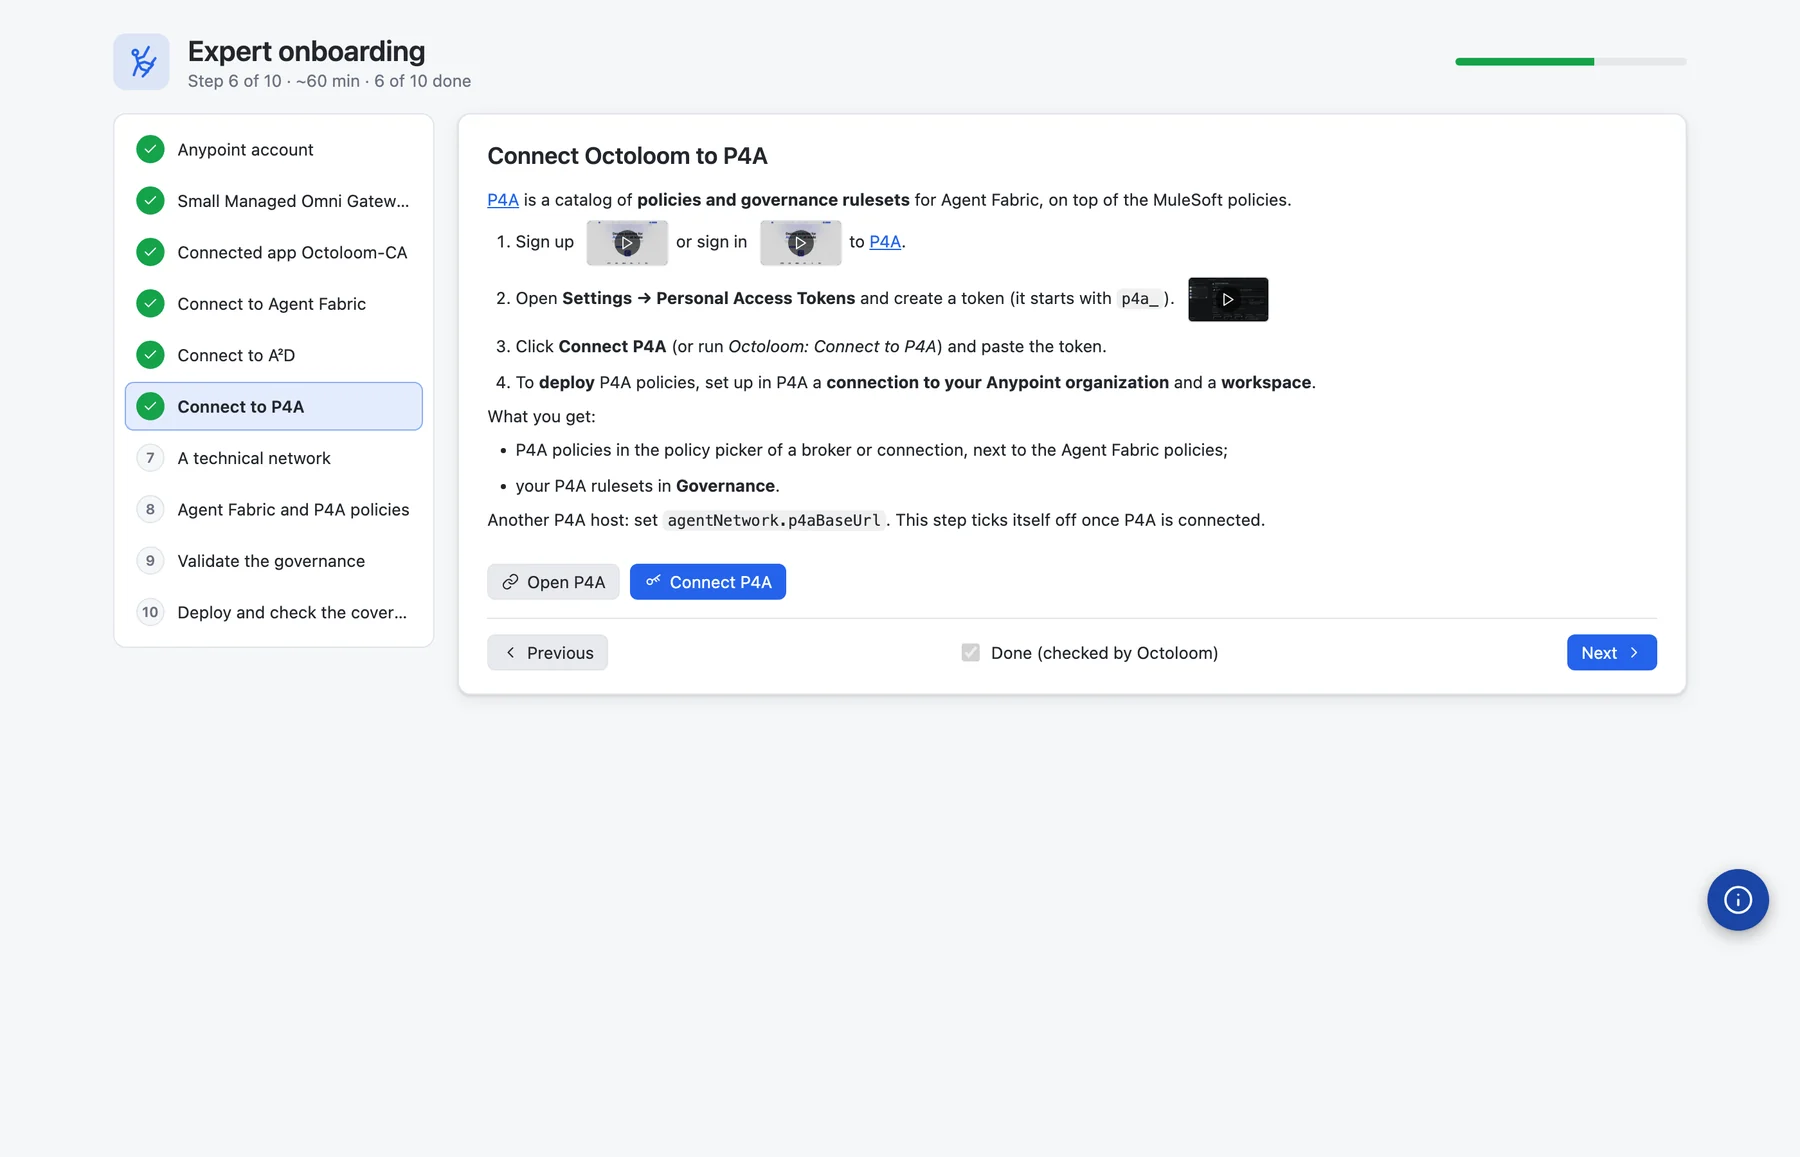 Expert onboarding
Step 6 of 10 · ~60 min · 6 of 10 done
Anypoint account
Small Managed Omni Gatew...
Connected app Octoloom-CA
Connect to Agent Fabric
Connect to A²D
Connect to P4A
7 A technical network
8 Agent Fabric and P4A policies
9 Validate the governance
10 Deploy and check the cover...
Connect Octoloom to P4A
P4A is a catalog of policies and governance rulesets for Agent Fabric, on top of the MuleSoft policies.
1. Sign up or sign in to P4A.
2. Open Settings → Personal Access Tokens and create a token (it starts with p4a_ ).
3. Click Connect P4A (or run Octoloom: Connect to P4A) and paste the token.
4. To deploy P4A policies, set up in P4A a connection to your Anypoint organization and a workspace.
What you get:
• P4A policies in the policy picker of a broker or connection, next to the Agent Fabric policies;
• your P4A rulesets in Governance.
Another P4A host: set agentNetwork.p4aBaseUrl. This step ticks itself off once P4A is connected.
Open P4A
Connect P4A
Previous
Done (checked by Octoloom)
Next